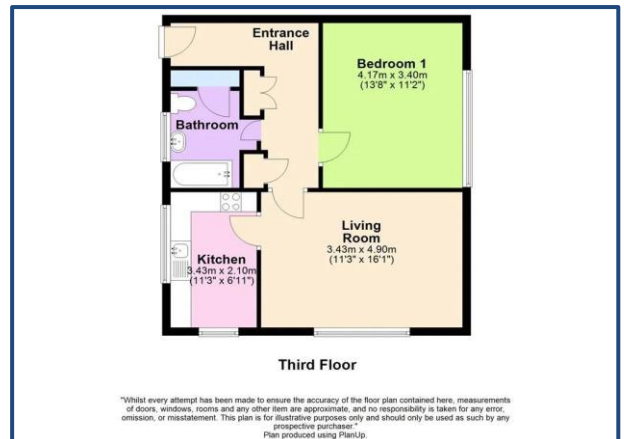 Entrance
Hall
Bedroom 1
4.17m x 3.40m
(13'8" x 11'2")
Bathroom
Living
Room
3.43m x 4.90m
(11'3" x 16'1")
Kitchen
3.43m x 2.10m
(11'3" x 6'11")
Third Floor
"Whilst every attempt has been made to ensure the accuracy of the floor plan contained here, measurements
of doors, windows, rooms and any other item are approximate, and no responsibility is taken for any error,
omission, or misstatement. This plan is for illustrative purposes only and should only be used as such by any
prospective purchaser."
Plan produced using PlanUp.